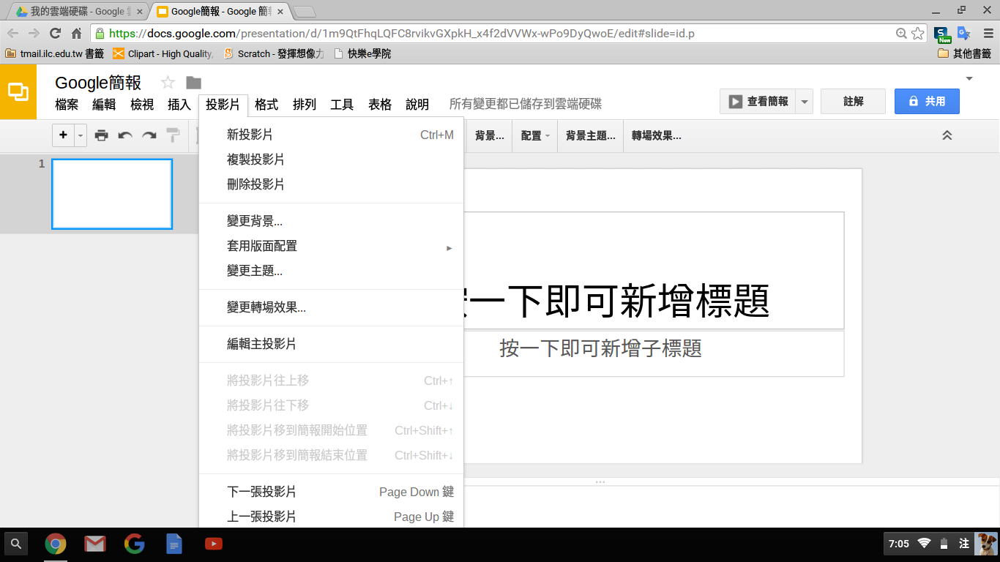 我的雲端硬碟 - Google
Google簡報 - Google 簡
https://docs.google.com/presentation/d/1m9QtFhqLQFC8rvikvGXpkH_x4f2dVVWx-wPo9DyQwoE/edit#slide=id.p
New
tmail.ilc.edu.tw 書籤 Clipart - High Quality, Scratch - 發揮想像力 快樂e學院 其他書籤
Google簡報
檔案 編輯 檢視 插入 投影片 格式 排列 工具 表格 說明 所有變更都已儲存到雲端硬碟
查看簡報 註解 共用
背景... 配置 背景主題... 轉場效果...
1
新投影片 Ctrl+M
複製投影片
刪除投影片
變更背景...
套用版面配置
變更主題...
變更轉場效果...
編輯主投影片
將投影片往上移 Ctrl+↑
將投影片往下移 Ctrl+↓
將投影片移到簡報開始位置 Ctrl+Shift+↑
將投影片移到簡報結束位置 Ctrl+Shift+↓
下一張投影片 Page Down 鍵
上一張投影片 Page Up 鍵
按一下即可新增標題
按一下即可新增子標題
7:05 注